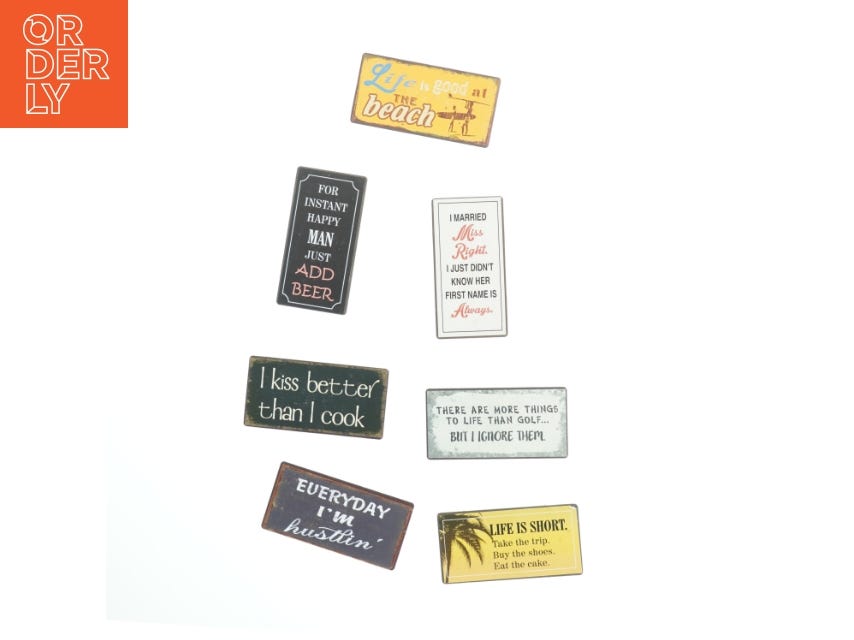 OR
DER
LY
Life is good at
THE
beach
FOR
INSTANT
HAPPY
MAN
JUST
ADD
BEER
I MARRIED
Miss
Right.
I JUST DIDN'T
KNOW HER
FIRST NAME IS
Always.
I kiss better
than I cook
THERE ARE MORE THINGS
TO LIFE THAN GOLF...
BUT I IGNORE THEM.
EVERYDAY
I'm
hustlin'
LIFE IS SHORT.
Take the trip.
Buy the shoes.
Eat the cake.